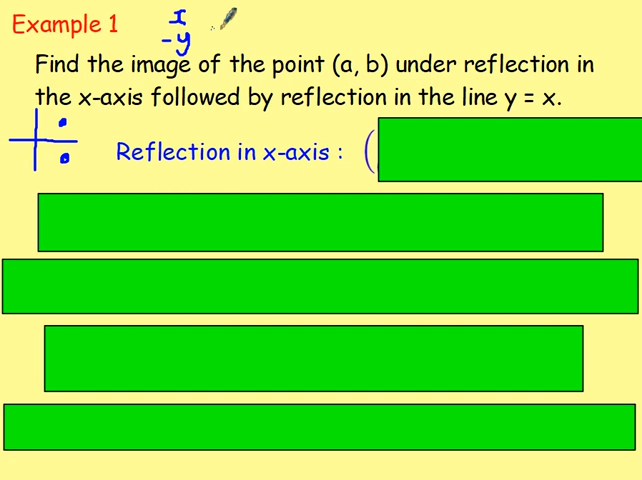 Example 1
x
-y
Find the image of the point (a, b) under reflection in
the x-axis followed by reflection in the line y = x.
Reflection in x-axis : (